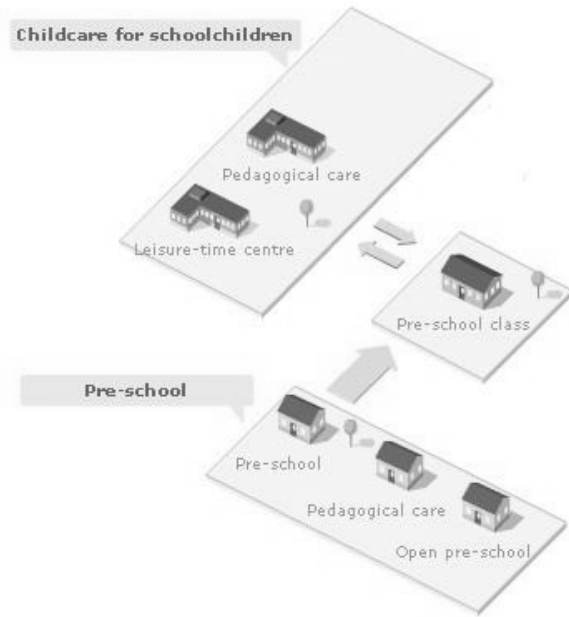 Childcare for schoolchildren
Pedagogical care
Leisure-time centre
Pre-school class
Pre-school
Pre-school
Pedagogical care
Open pre-school